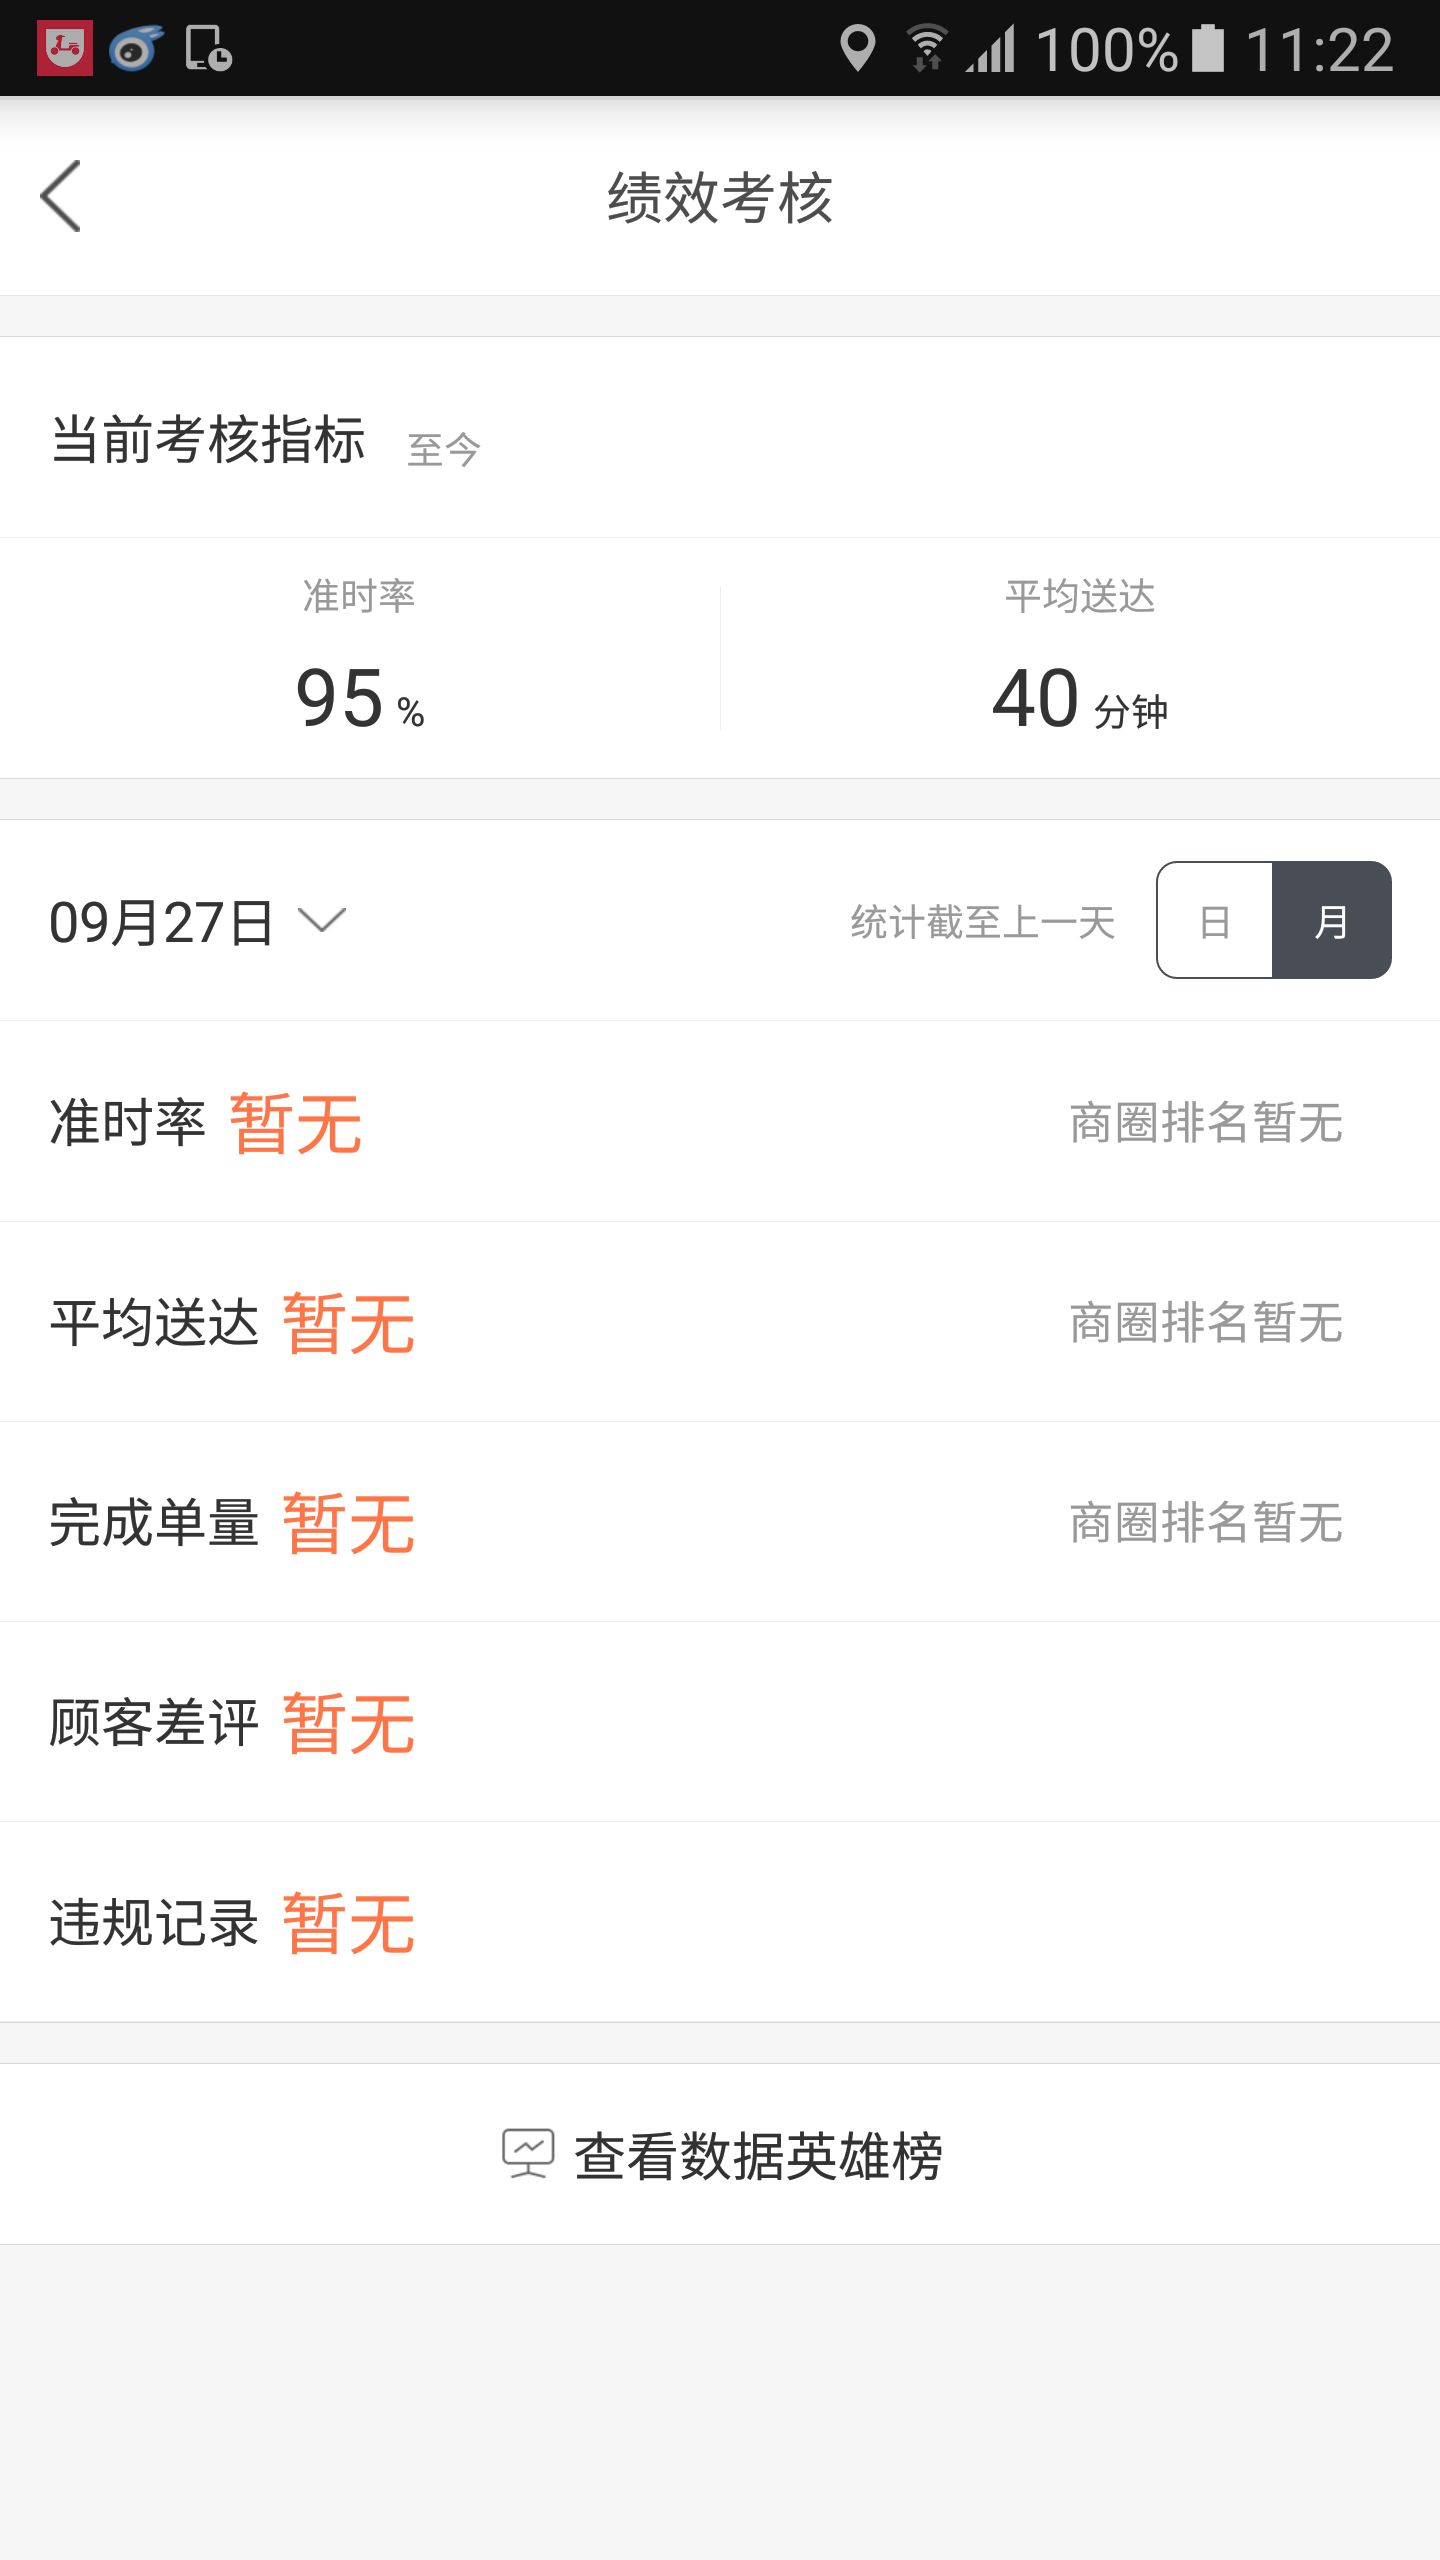 100% 11:22
绩效考核
当前考核指标 至今
准时率 平均送达
95 % 40 分钟
09月27日 统计截至上一天 日 月
准时率 暂无 商圈排名暂无
平均送达 暂无 商圈排名暂无
完成单量 暂无 商圈排名暂无
顾客差评 暂无
违规记录 暂无
查看数据英雄榜